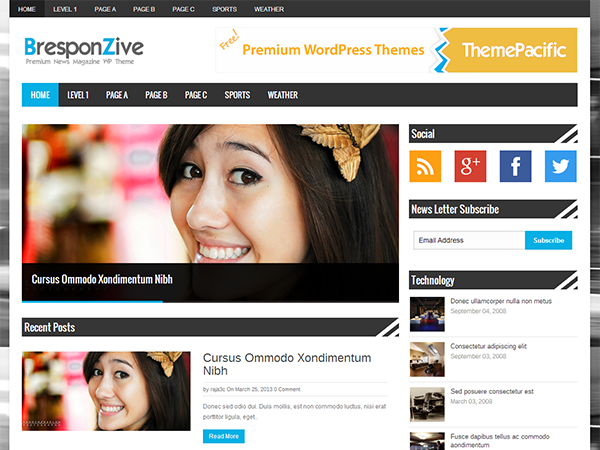 HOME LEVEL 1 PAGE A PAGE B PAGE C SPORTS WEATHER
BresponZive
Premium News Magazine WP Theme
Free!
Premium WordPress Themes
ThemePacific
HOME LEVEL 1 PAGE A PAGE B PAGE C SPORTS WEATHER
Cursus Ommodo Xondimentum Nibh
Recent Posts
Cursus Ommodo Xondimentum
Nibh
by raja3c On March 25, 2013 0 Comment
Donec sed odio dui. Duis mollis, est non commodo luctus, nisi erat
porttitor ligula, eget.
Read More
Social
g+
f
News Letter Subscribe
Email Address Subscribe
Technology
Donec ullamcorper nulla non metus
September 04, 2008
Consectetur adipiscing elit
September 03, 2008
Sed posuere consectetur est
March 03, 2008
Fusce dapibus tellus ac commodo
aondimentum